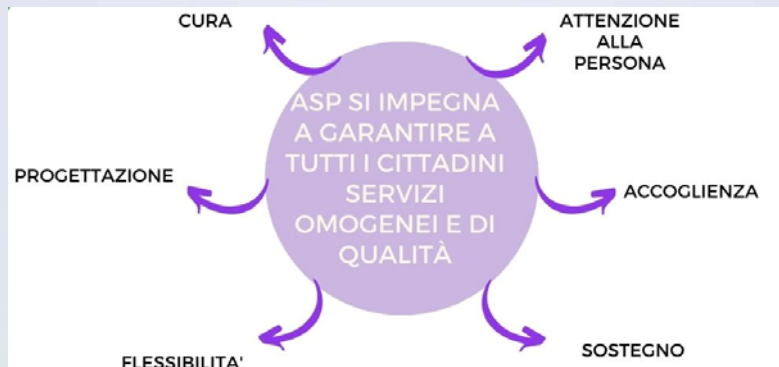 CURA
ATTENZIONE
ALLA
PERSONA
ASP SI IMPEGNA
A GARANTIRE A
TUTTI I CITTADINI
SERVIZI
OMOGENEI E DI
QUALITÀ
PROGETTAZIONE
ACCOGLIENZA
FLESSIBILITA'
SOSTEGNO